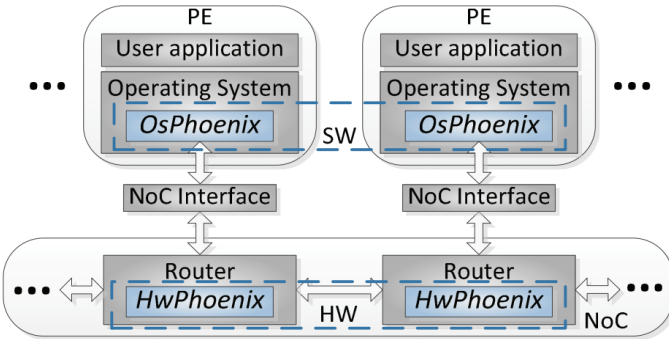 PE PE
User application User application
... Operating System Operating System ...
OsPhoenix OsPhoenix
SW
NoC Interface NoC Interface
Router Router
... HwPhoenix HwPhoenix ...
HW NoC